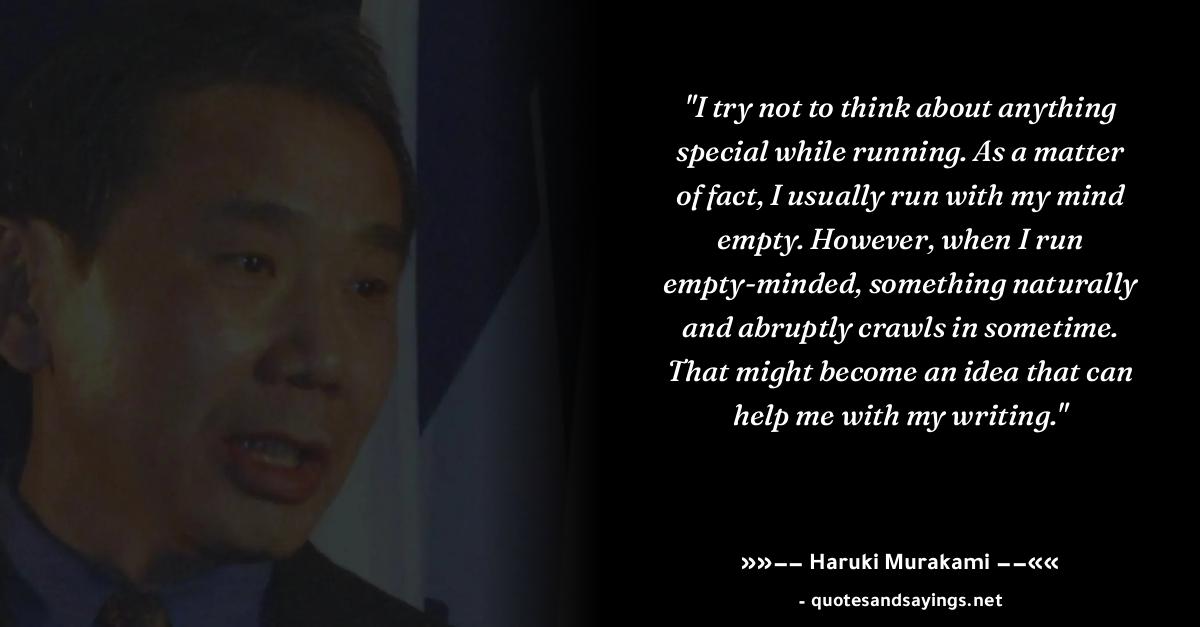 "I try not to think about anything
special while running. As a matter
of fact, I usually run with my mind
empty. However, when I run
empty-minded, something naturally
and abruptly crawls in sometime.
That might become an idea that can
help me with my writing."
»»−− Haruki Murakami −−««
- quotesandsayings.net